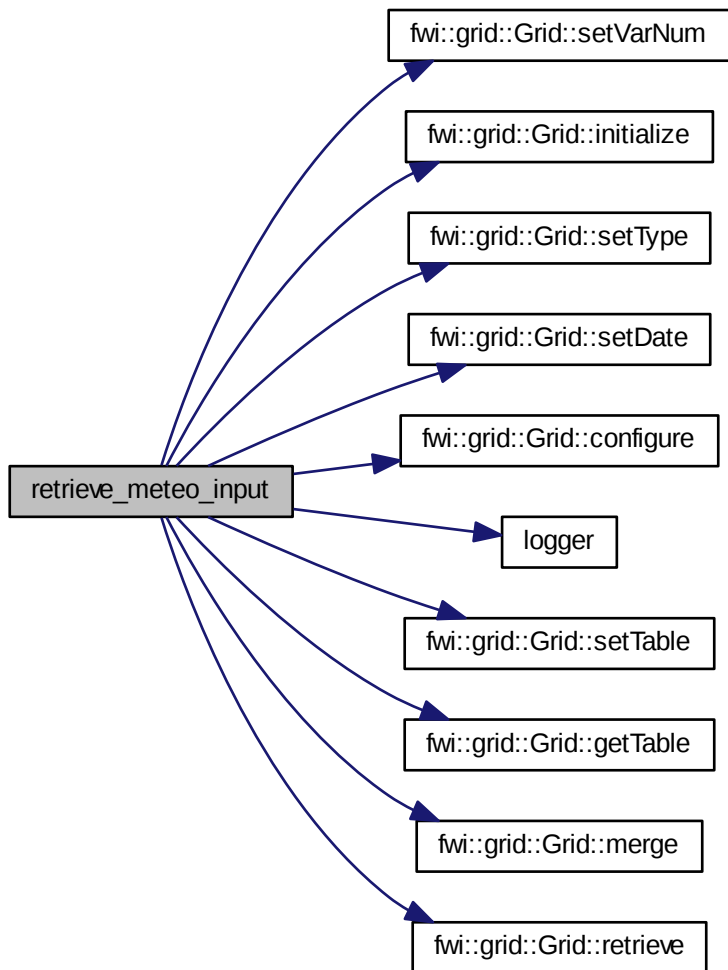 fwi::grid::Grid::setVarNum
fwi::grid::Grid::initialize
fwi::grid::Grid::setType
fwi::grid::Grid::setDate
fwi::grid::Grid::configure
retrieve_meteo_input
logger
fwi::grid::Grid::setTable
fwi::grid::Grid::getTable
fwi::grid::Grid::merge
fwi::grid::Grid::retrieve